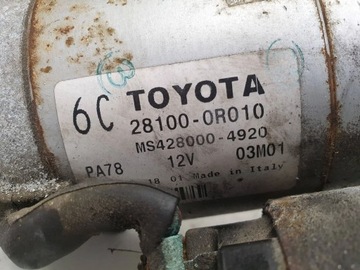 6C TOYOTA
28100-0R010
MS428000-4920
PA78 12V 03M01
18 01 Made in Italy